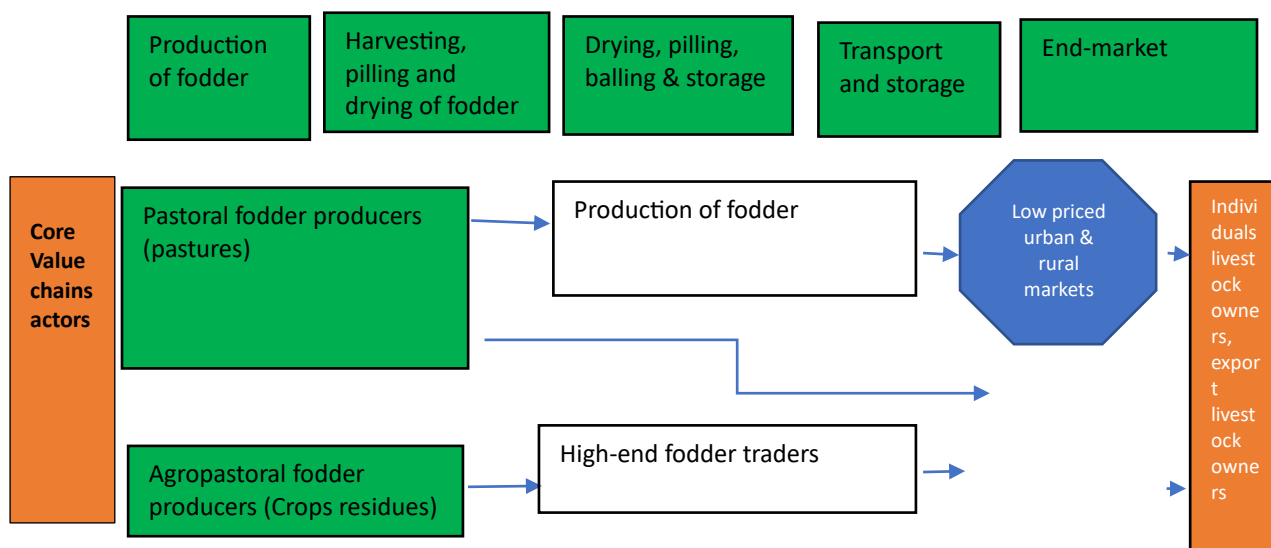 Production
of fodder
Harvesting,
pilling and
drying of fodder
Drying, pilling,
balling & storage
Transport
and storage
End-market
Core
Value
chains
actors
Pastoral fodder producers
(pastures)
Production of fodder
Low priced
urban &
rural
markets
Indivi
duals
livest
ock
owne
rs,
expor
t
livest
ock
owne
rs
Agropastoral fodder
producers (Crops residues)
High-end fodder traders